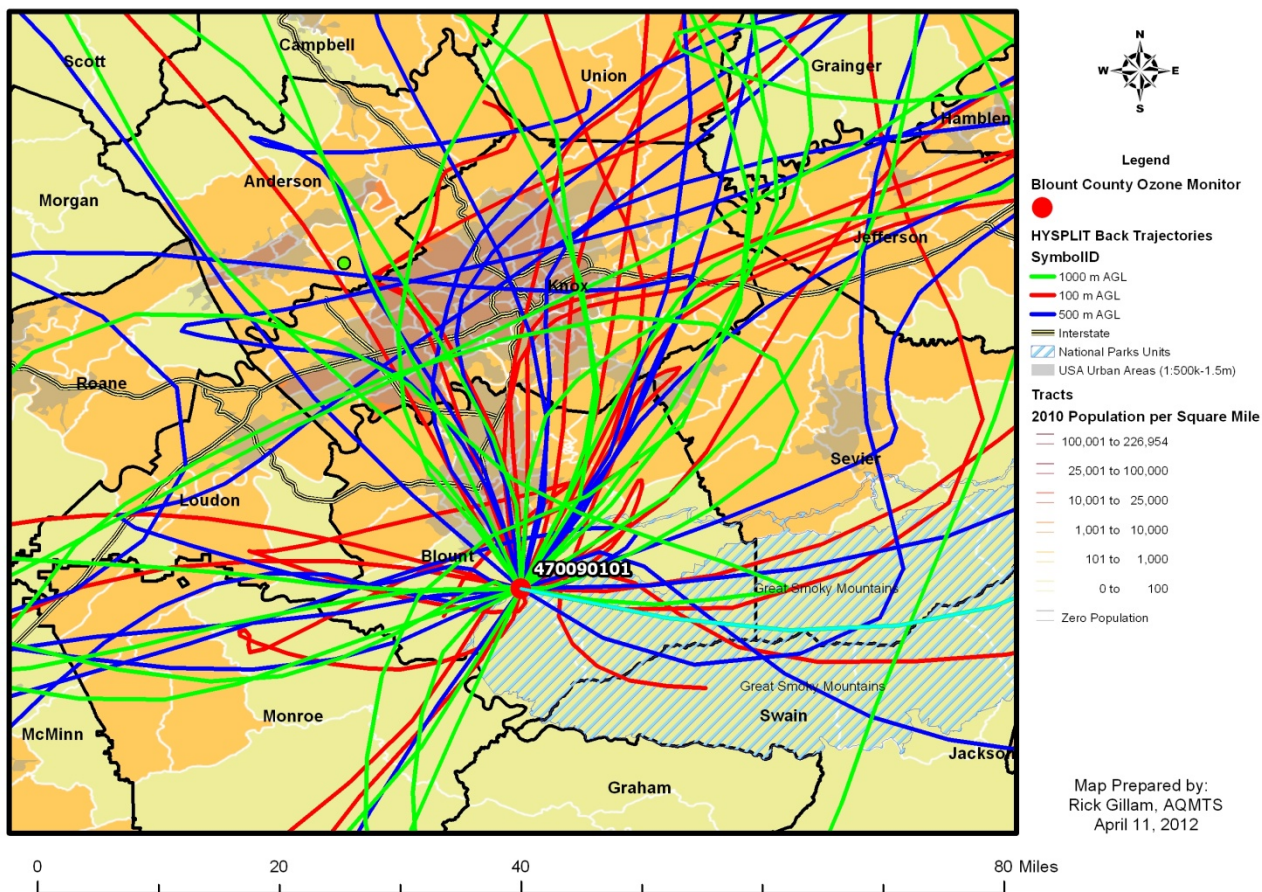 Campbell
Scott
Union
Grainger
Hamblen
Anderson
Morgan
Jefferson
Knox
Roane
Sevier
Loudon
Blount
470090101
Great Smoky Mountains
Great Smoky Mountains
Monroe
Swain
McMinn
Jackson
Graham
N
W E
S
Legend
Blount County Ozone Monitor
HYSPLIT Back Trajectories
SymbolID
1000 m AGL
100 m AGL
500 m AGL
Interstate
National Parks Units
USA Urban Areas (1:500k-1.5m)
Tracts
2010 Population per Square Mile
100,001 to 226,954
25,001 to 100,000
10,001 to 25,000
1,001 to 10,000
101 to 1,000
0 to 100
Zero Population
Map Prepared by:
Rick Gillam, AQMTS
April 11, 2012
0 20 40 80 Miles